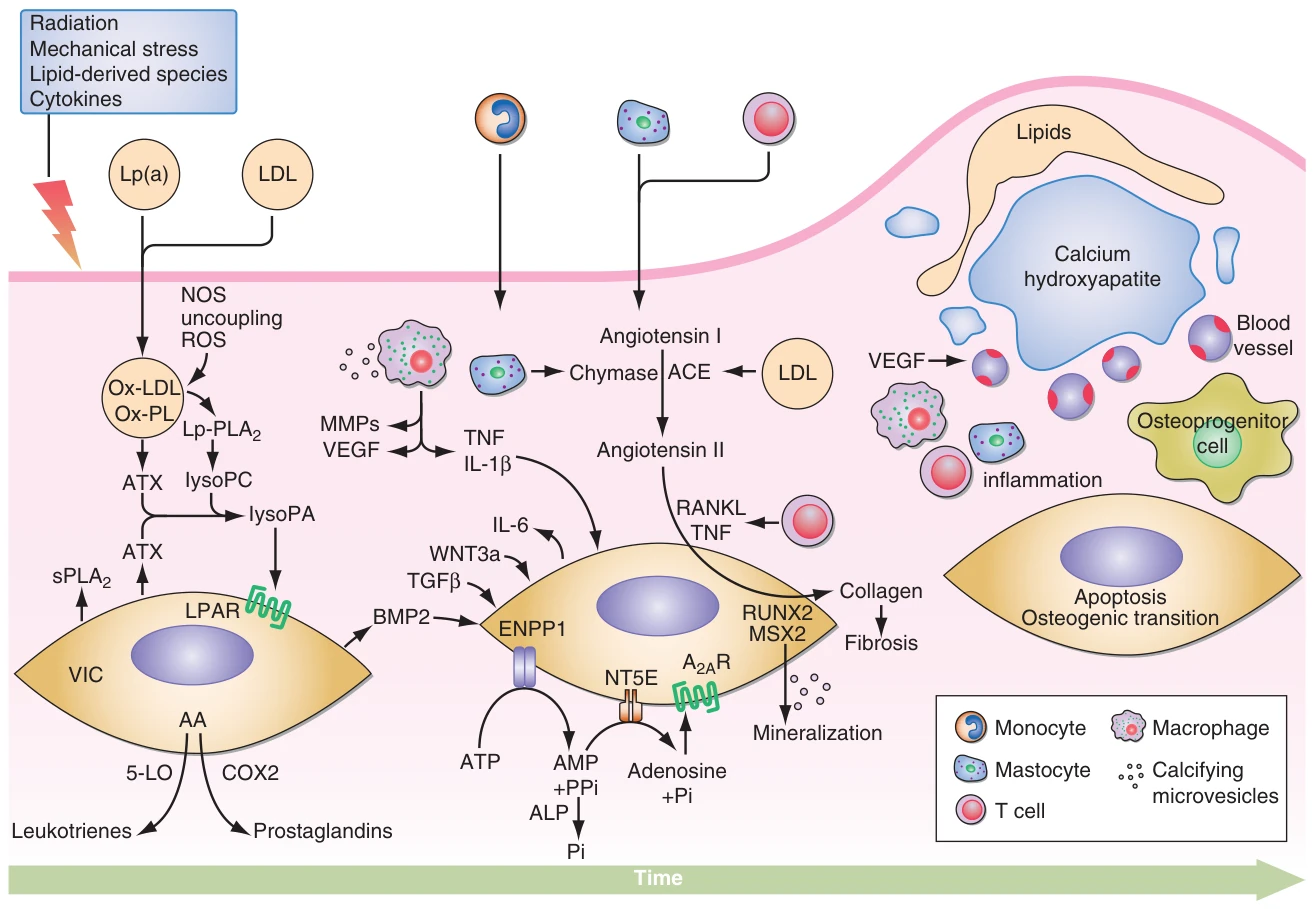 Radiation
Mechanical stress
Lipid-derived species
Cytokines
Lp(a)
LDL
NOS
uncoupling
ROS
Ox-LDL
Ox-PL
Lp-PLA2
ATX
lysoPC
lysoPA
ATX
sPLA2
LPAR
VIC
AA
5-LO
COX2
Leukotrienes
Prostaglandins
MMPs
VEGF
TNF
IL-1β
Angiotensin I
Chymase
ACE
LDL
Angiotensin II
RANKL
TNF
IL-6
WNT3a
TGFβ
BMP2
ENPP1
RUNX2
MSX2
NT5E
A2AR
Collagen
Fibrosis
Mineralization
ATP
AMP
+PPi
ALP
Pi
Adenosine
+Pi
Lipids
Calcium
hydroxyapatite
Blood
vessel
VEGF
Osteoprogenitor
cell
inflammation
Apoptosis
Osteogenic transition
Monocyte
Macrophage
Mastocyte
Calcifying
microvesicles
T cell
Time